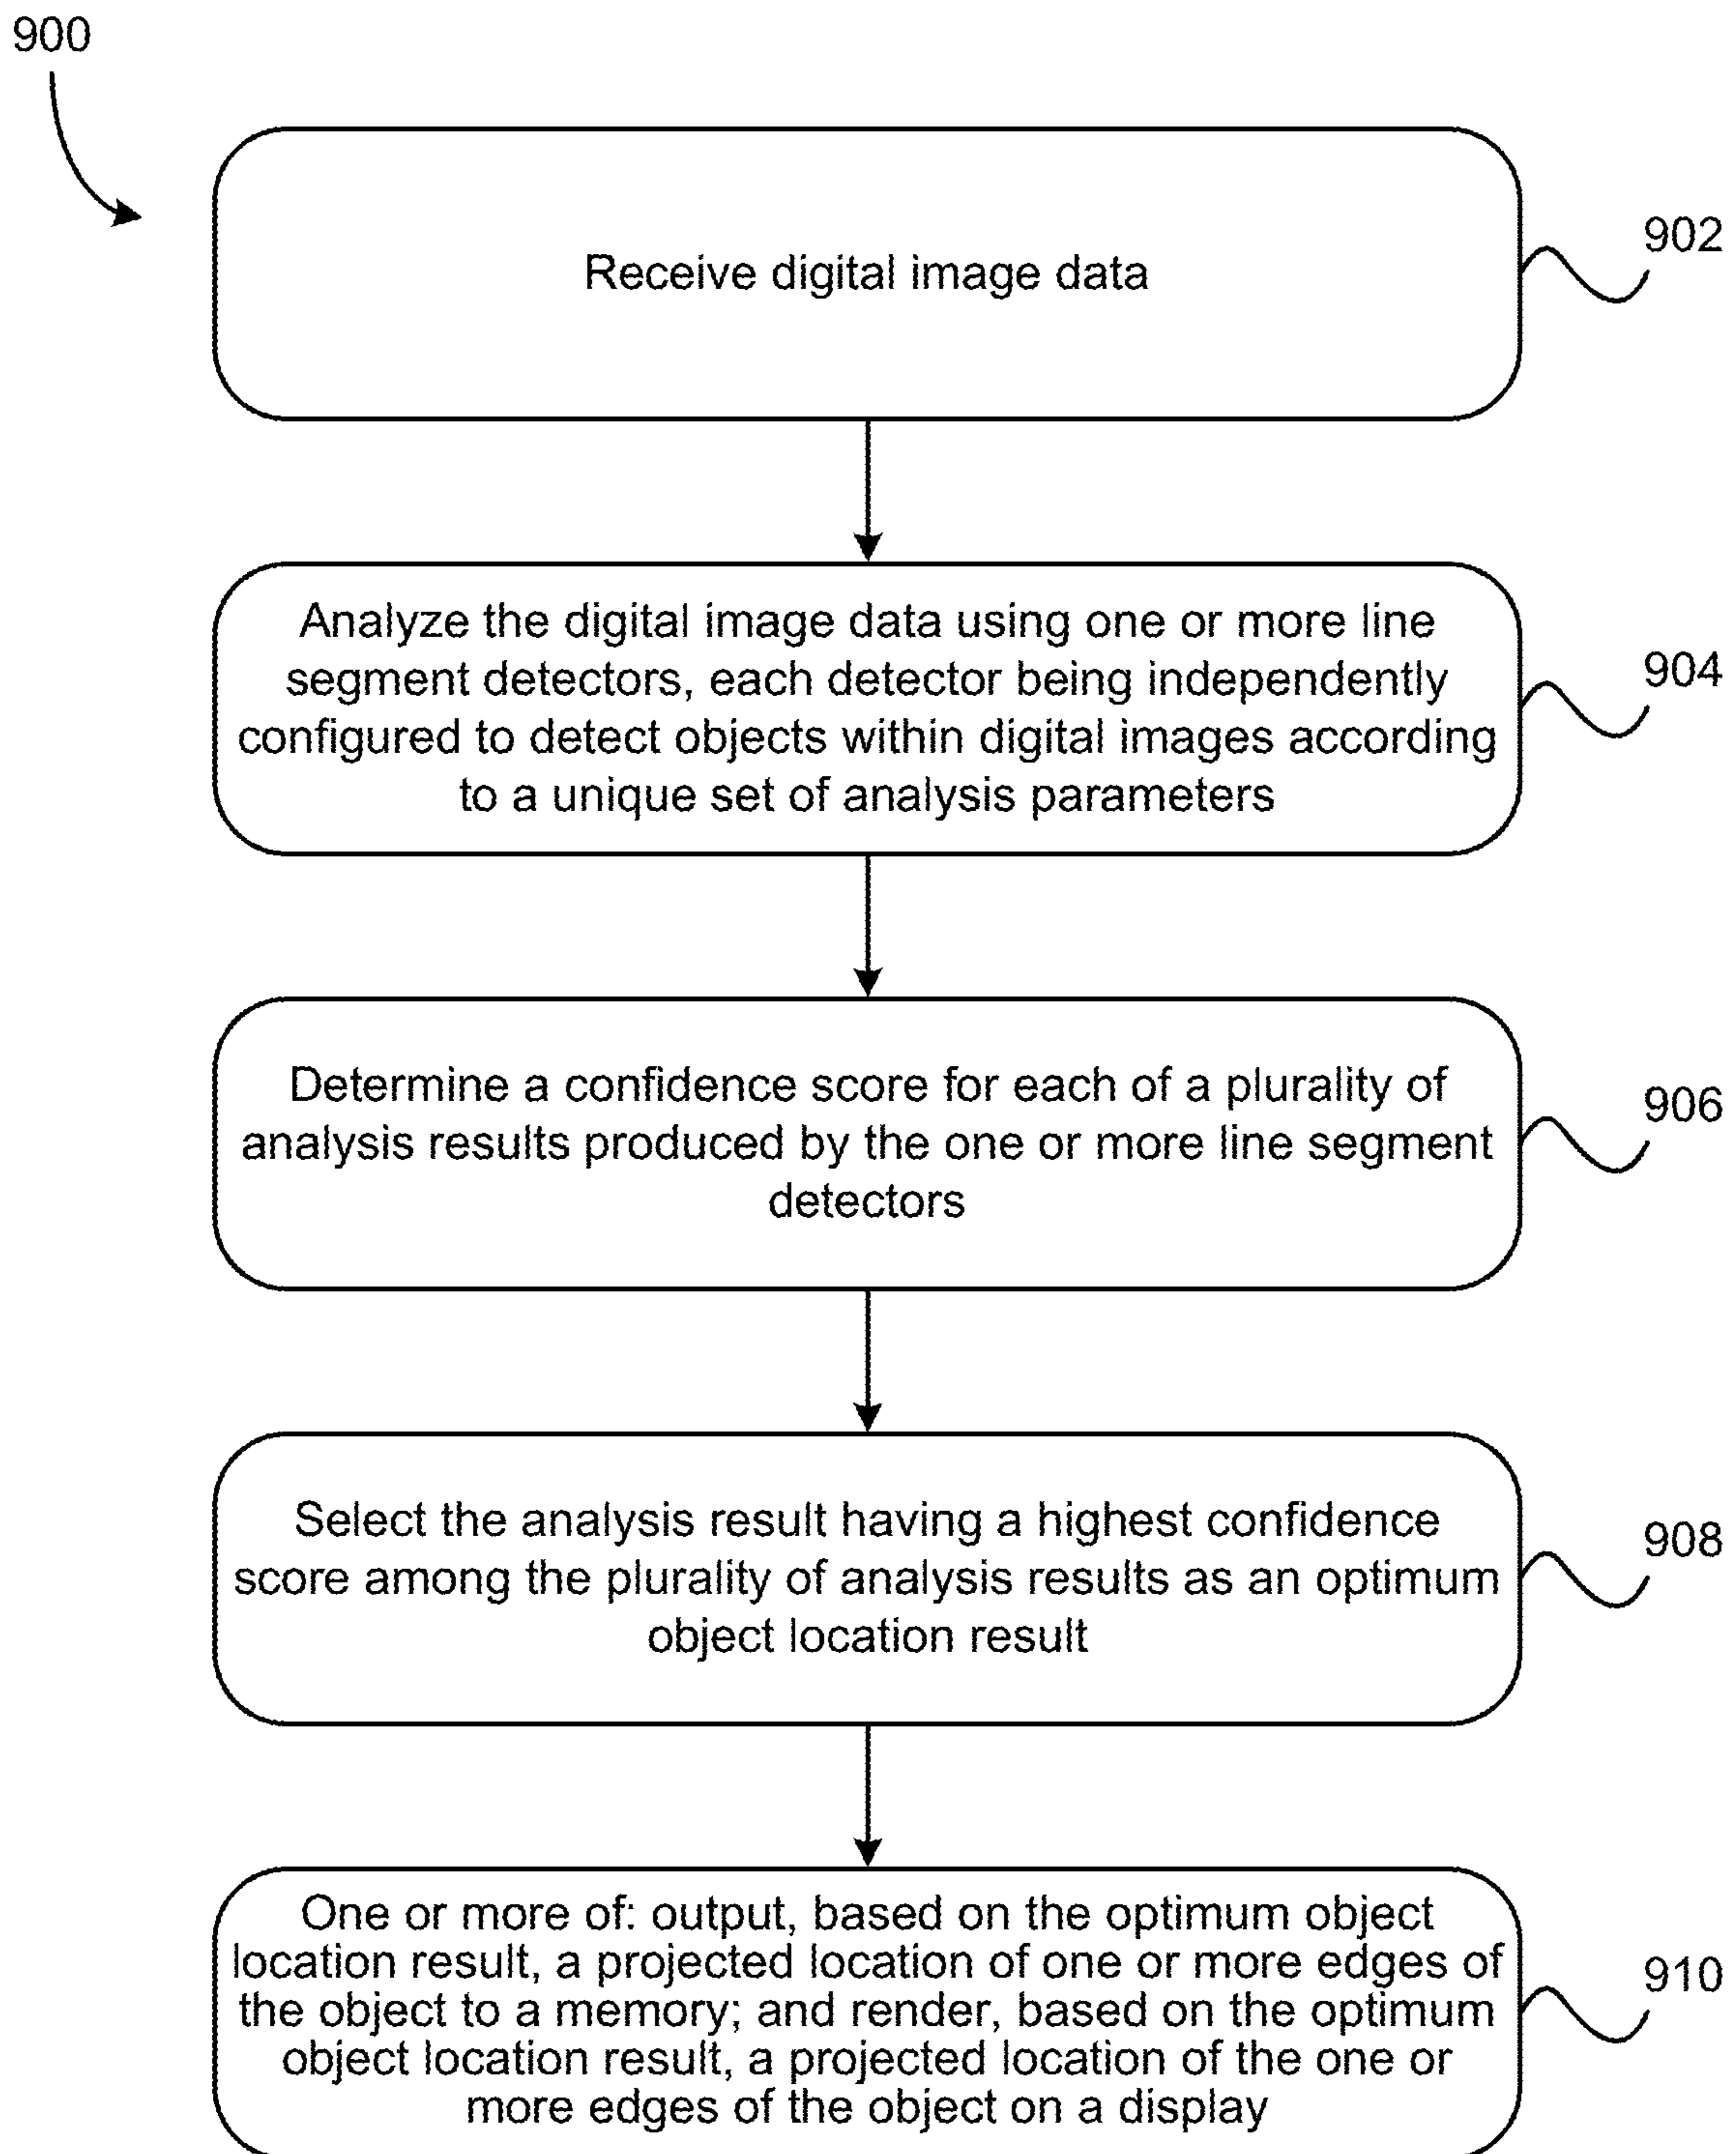 900
Receive digital image data
902
Analyze the digital image data using one or more line
segment detectors, each detector being independently
configured to detect objects within digital images according
to a unique set of analysis parameters
904
Determine a confidence score for each of a plurality of
analysis results produced by the one or more line segment
detectors
906
Select the analysis result having a highest confidence
score among the plurality of analysis results as an optimum
object location result
908
One or more of: output, based on the optimum object
location result, a projected location of one or more edges of
the object to a memory; and render, based on the optimum
object location result, a projected location of the one or
more edges of the object on a display
910